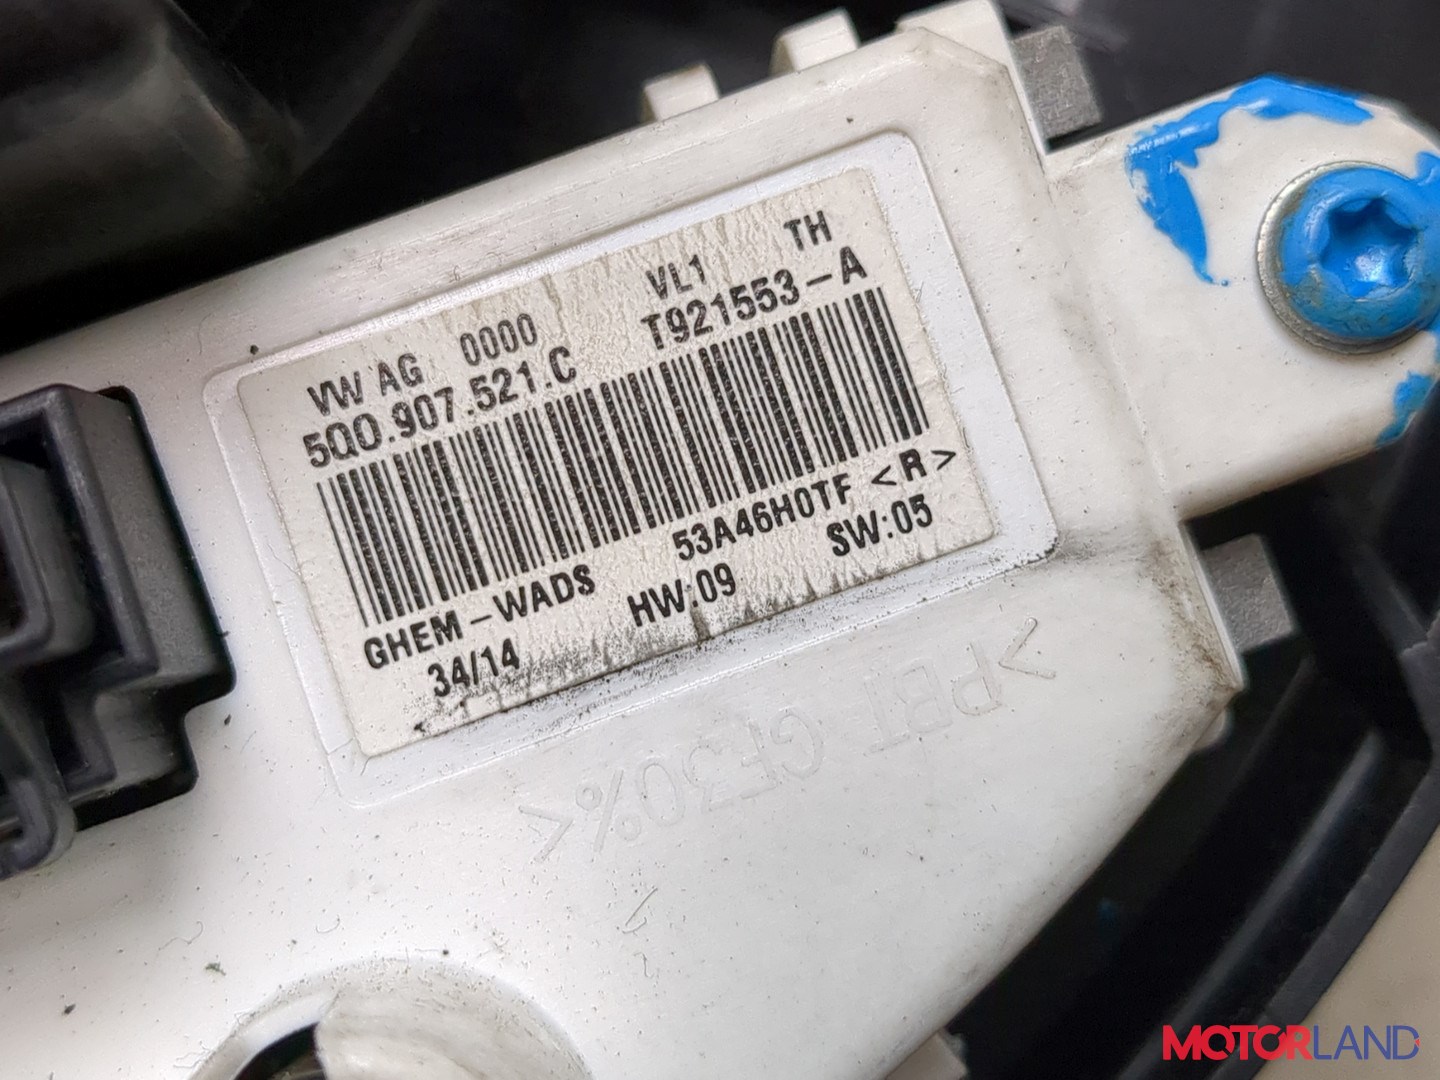 VW AG 0000 VL1 TH
5Q0.907.521.C T921553-A
GHEM-WADS 53A46H0TF <R>
34/14 HW:09 SW:05
>PBT GF30%<
MOTORLAND